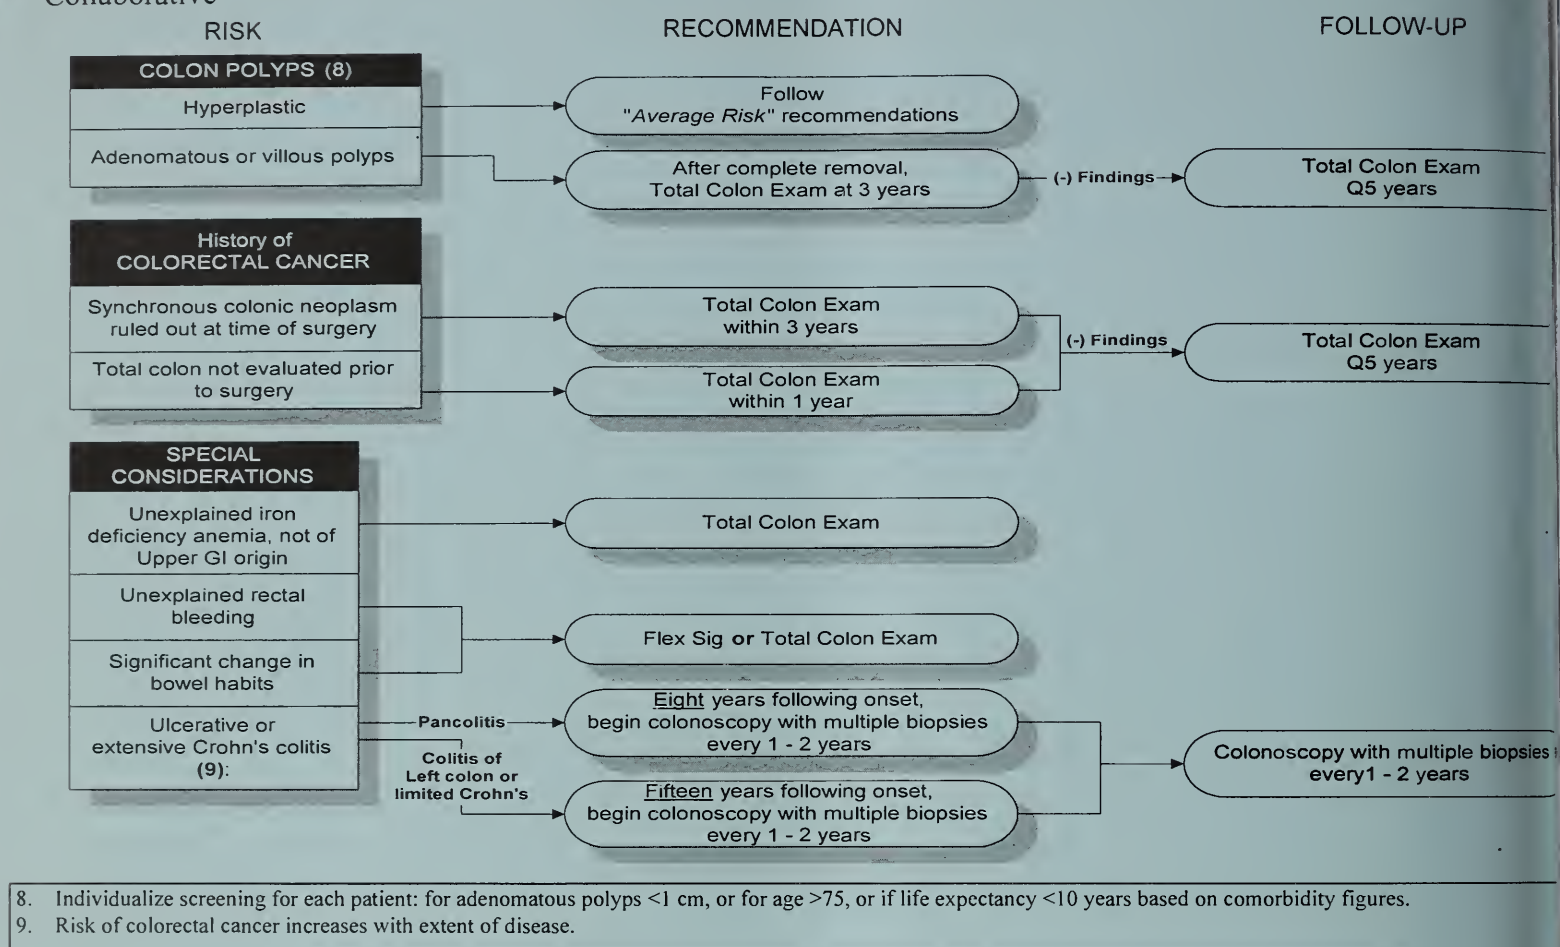 Collaborative
RISK
RECOMMENDATION
FOLLOW-UP
COLON POLYPS (8)
Hyperplastic
Adenomatous or villous polyps
Follow
"Average Risk" recommendations
After complete removal,
Total Colon Exam at 3 years
(-) Findings
Total Colon Exam
Q5 years
History of
COLORECTAL CANCER
Synchronous colonic neoplasm
ruled out at time of surgery
Total colon not evaluated prior
to surgery
Total Colon Exam
within 3 years
Total Colon Exam
within 1 year
(-) Findings
Total Colon Exam
Q5 years
SPECIAL
CONSIDERATIONS
Unexplained iron
deficiency anemia, not of
Upper GI origin
Total Colon Exam
Unexplained rectal
bleeding
Significant change in
bowel habits
Flex Sig or Total Colon Exam
Ulcerative or
extensive Crohn's colitis
(9):
Pancolitis
Colitis of
Left colon or
limited Crohn's
Eight years following onset,
begin colonoscopy with multiple biopsies
every 1 - 2 years
Fifteen years following onset,
begin colonoscopy with multiple biopsies
every 1 - 2 years
Colonoscopy with multiple biopsies
every1 - 2 years
8. Individualize screening for each patient: for adenomatous polyps <1 cm, or for age >75, or if life expectancy <10 years based on comorbidity figures.
9. Risk of colorectal cancer increases with extent of disease.